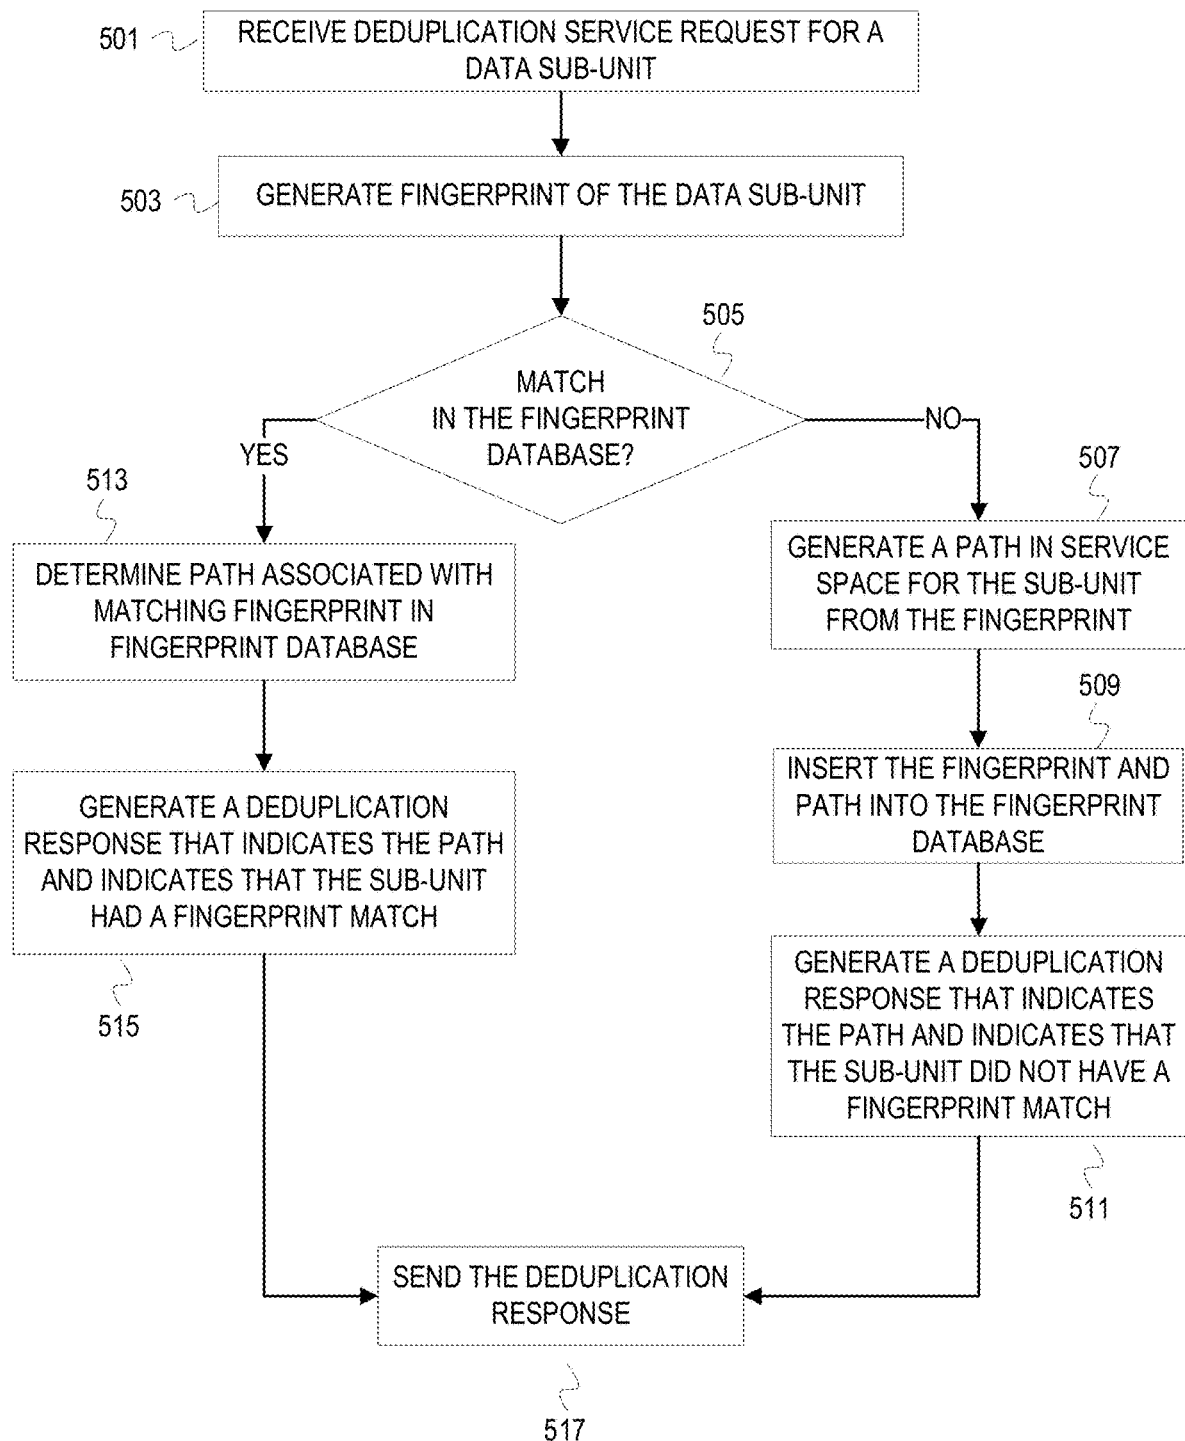 501
RECEIVE DEDUPLICATION SERVICE REQUEST FOR A
DATA SUB-UNIT
503
GENERATE FINGERPRINT OF THE DATA SUB-UNIT
505
MATCH
IN THE FINGERPRINT
DATABASE?
YES
NO
513
DETERMINE PATH ASSOCIATED WITH
MATCHING FINGERPRINT IN
FINGERPRINT DATABASE
507
GENERATE A PATH IN SERVICE
SPACE FOR THE SUB-UNIT
FROM THE FINGERPRINT
509
INSERT THE FINGERPRINT AND
PATH INTO THE FINGERPRINT
DATABASE
GENERATE A DEDUPLICATION
RESPONSE THAT INDICATES THE PATH
AND INDICATES THAT THE SUB-UNIT
HAD A FINGERPRINT MATCH
515
GENERATE A DEDUPLICATION
RESPONSE THAT INDICATES
THE PATH AND INDICATES THAT
THE SUB-UNIT DID NOT HAVE A
FINGERPRINT MATCH
511
SEND THE DEDUPLICATION
RESPONSE
517